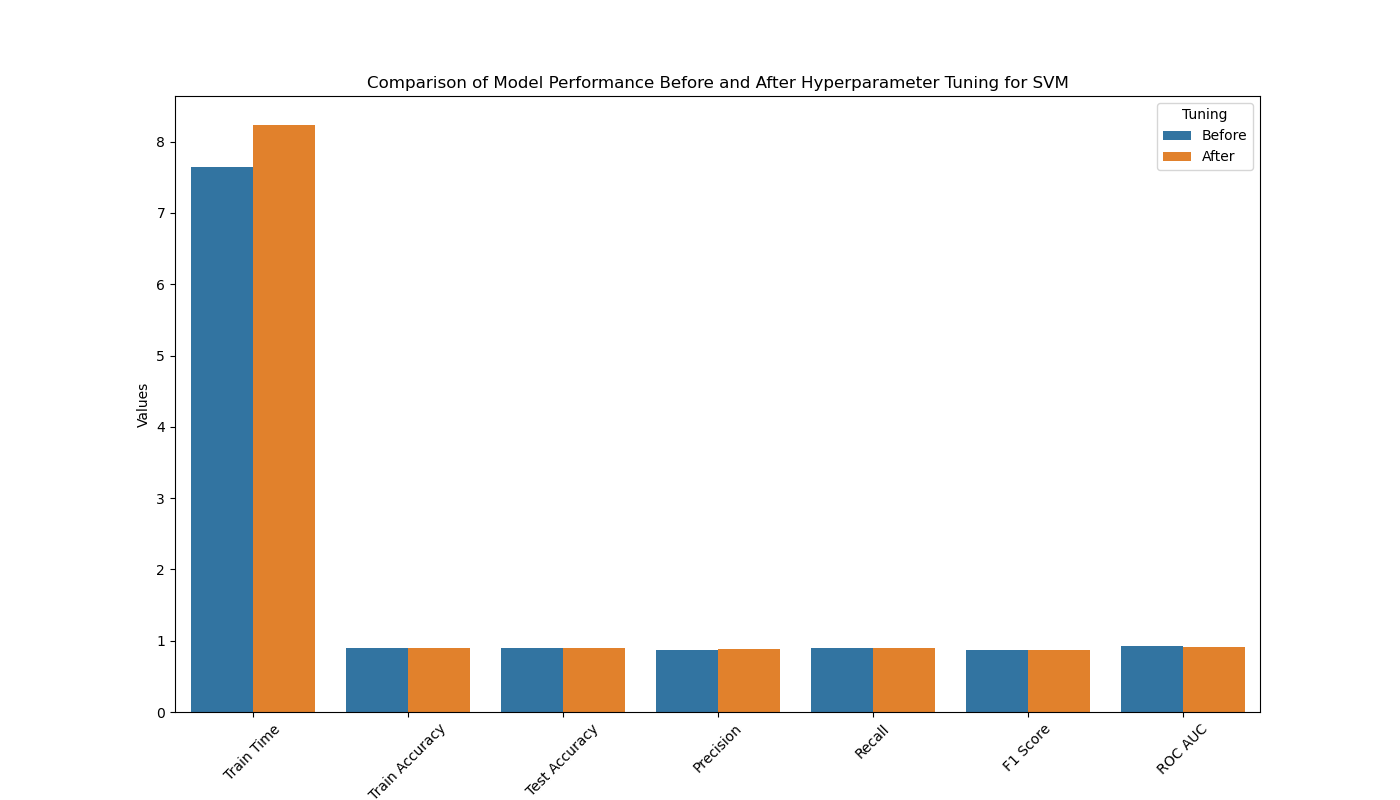 Comparison of Model Performance Before and After Hyperparameter Tuning for SVM
Tuning
Before
After
Values
8
7
6
5
4
3
2
1
0
Train Time
Train Accuracy
Test Accuracy
Precision
Recall
F1 Score
ROC AUC